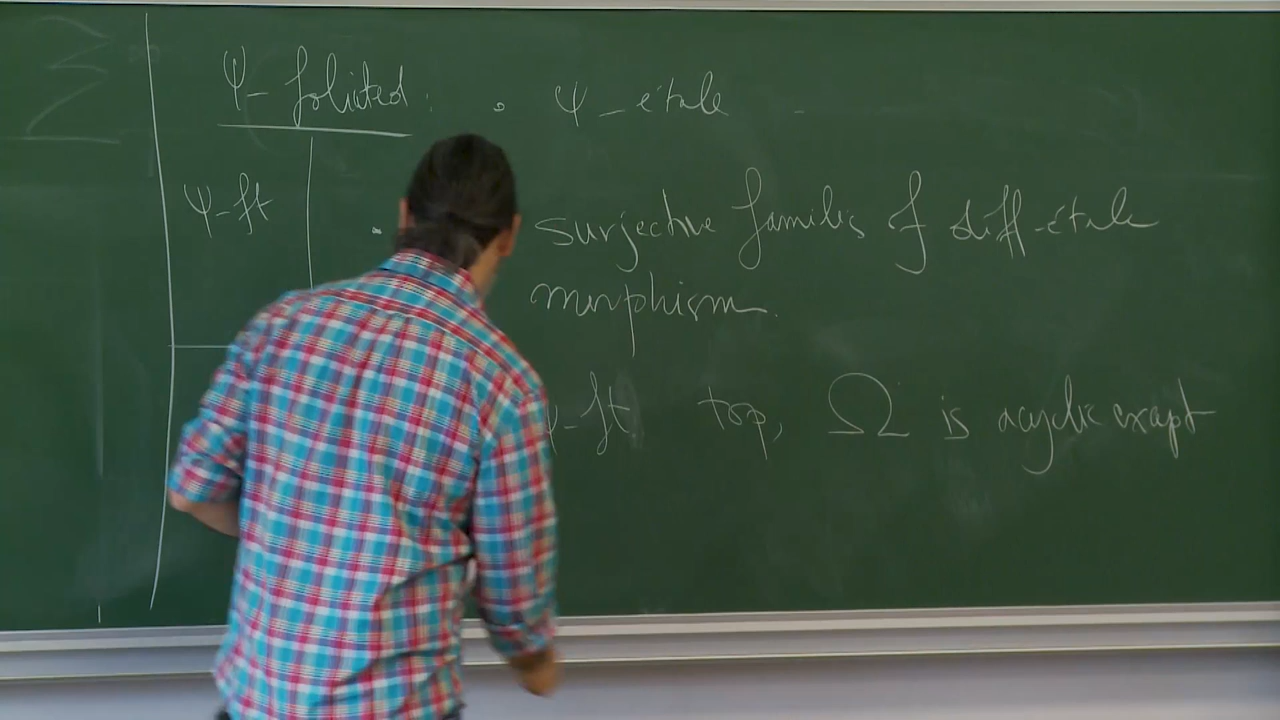 Ψ-foliated: ∘ Ψ-étale
Ψ-ft
surjective families of diff-étale
morphism.
-ft top, Ω is acyclic exapt